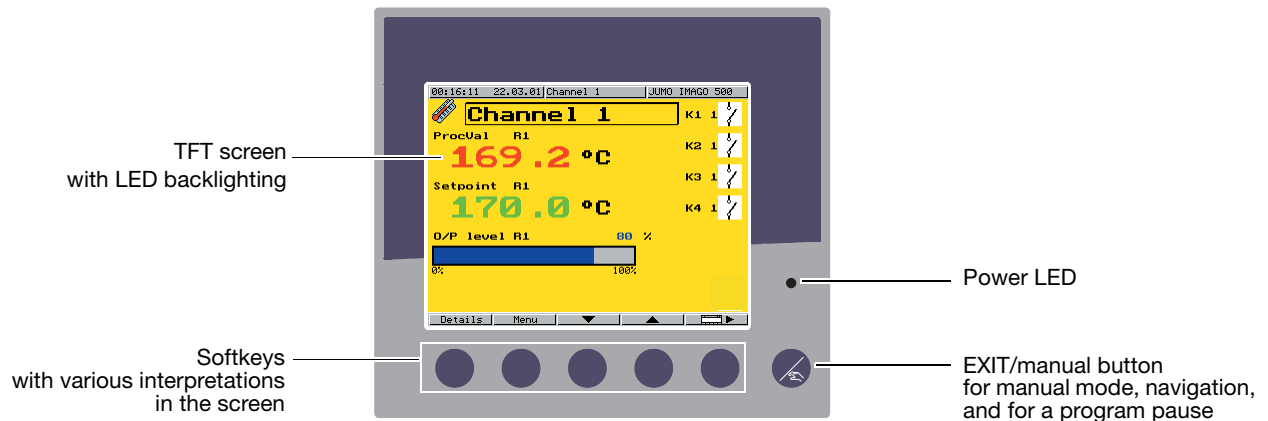 00:16:11 22.03.01 Channel 1 JUMO IMAGO 500
Channel 1
K1 1
ProcVal R1
169.2 °C
K2 1
K3 1
Setpoint R1
170.0 °C
K4 1
O/P level R1 80 %
0% 100%
Details Menu
TFT screen
with LED backlighting
Power LED
Softkeys
with various interpretations
in the screen
EXIT/manual button
for manual mode, navigation,
and for a program pause